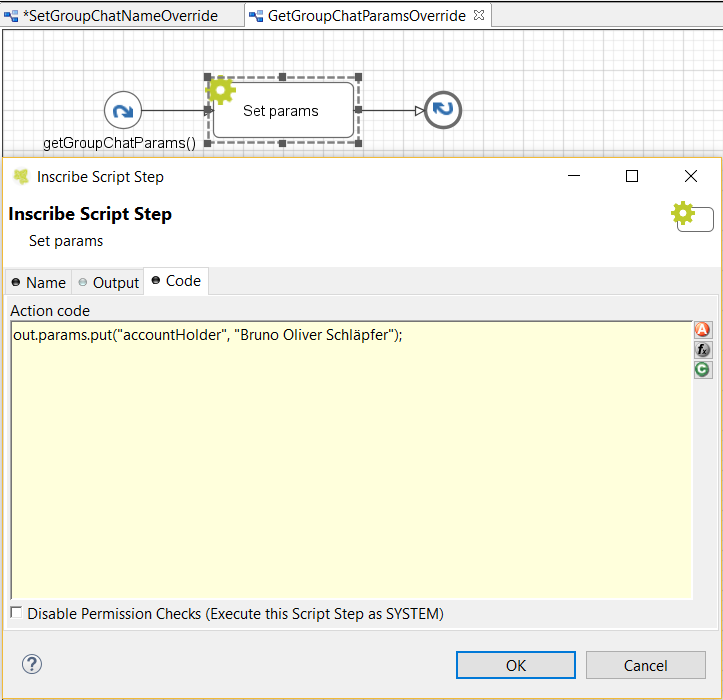 *SetGroupChatNameOverride
GetGroupChatParamsOverride
Set params
getGroupChatParams()
Inscribe Script Step
Inscribe Script Step
Set params
Name
Output
Code
Action code
out.params.put("accountHolder", "Bruno Oliver Schläpfer");
A
fx
C
Disable Permission Checks (Execute this Script Step as SYSTEM)
?
OK
Cancel